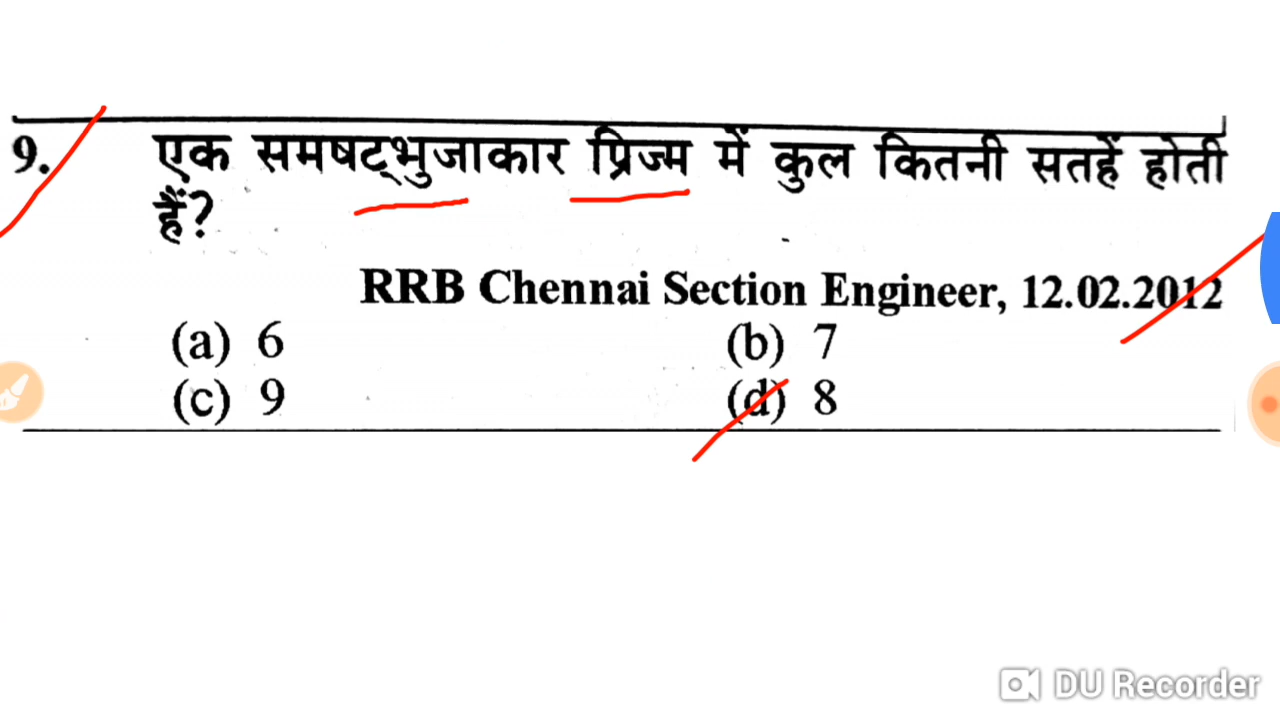 9. एक समषट्भुजाकार प्रिज्म में कुल कितनी सतहें होती
हैं?
RRB Chennai Section Engineer, 12.02.2012
(a) 6 (b) 7
(c) 9 (d) 8
DU Recorder